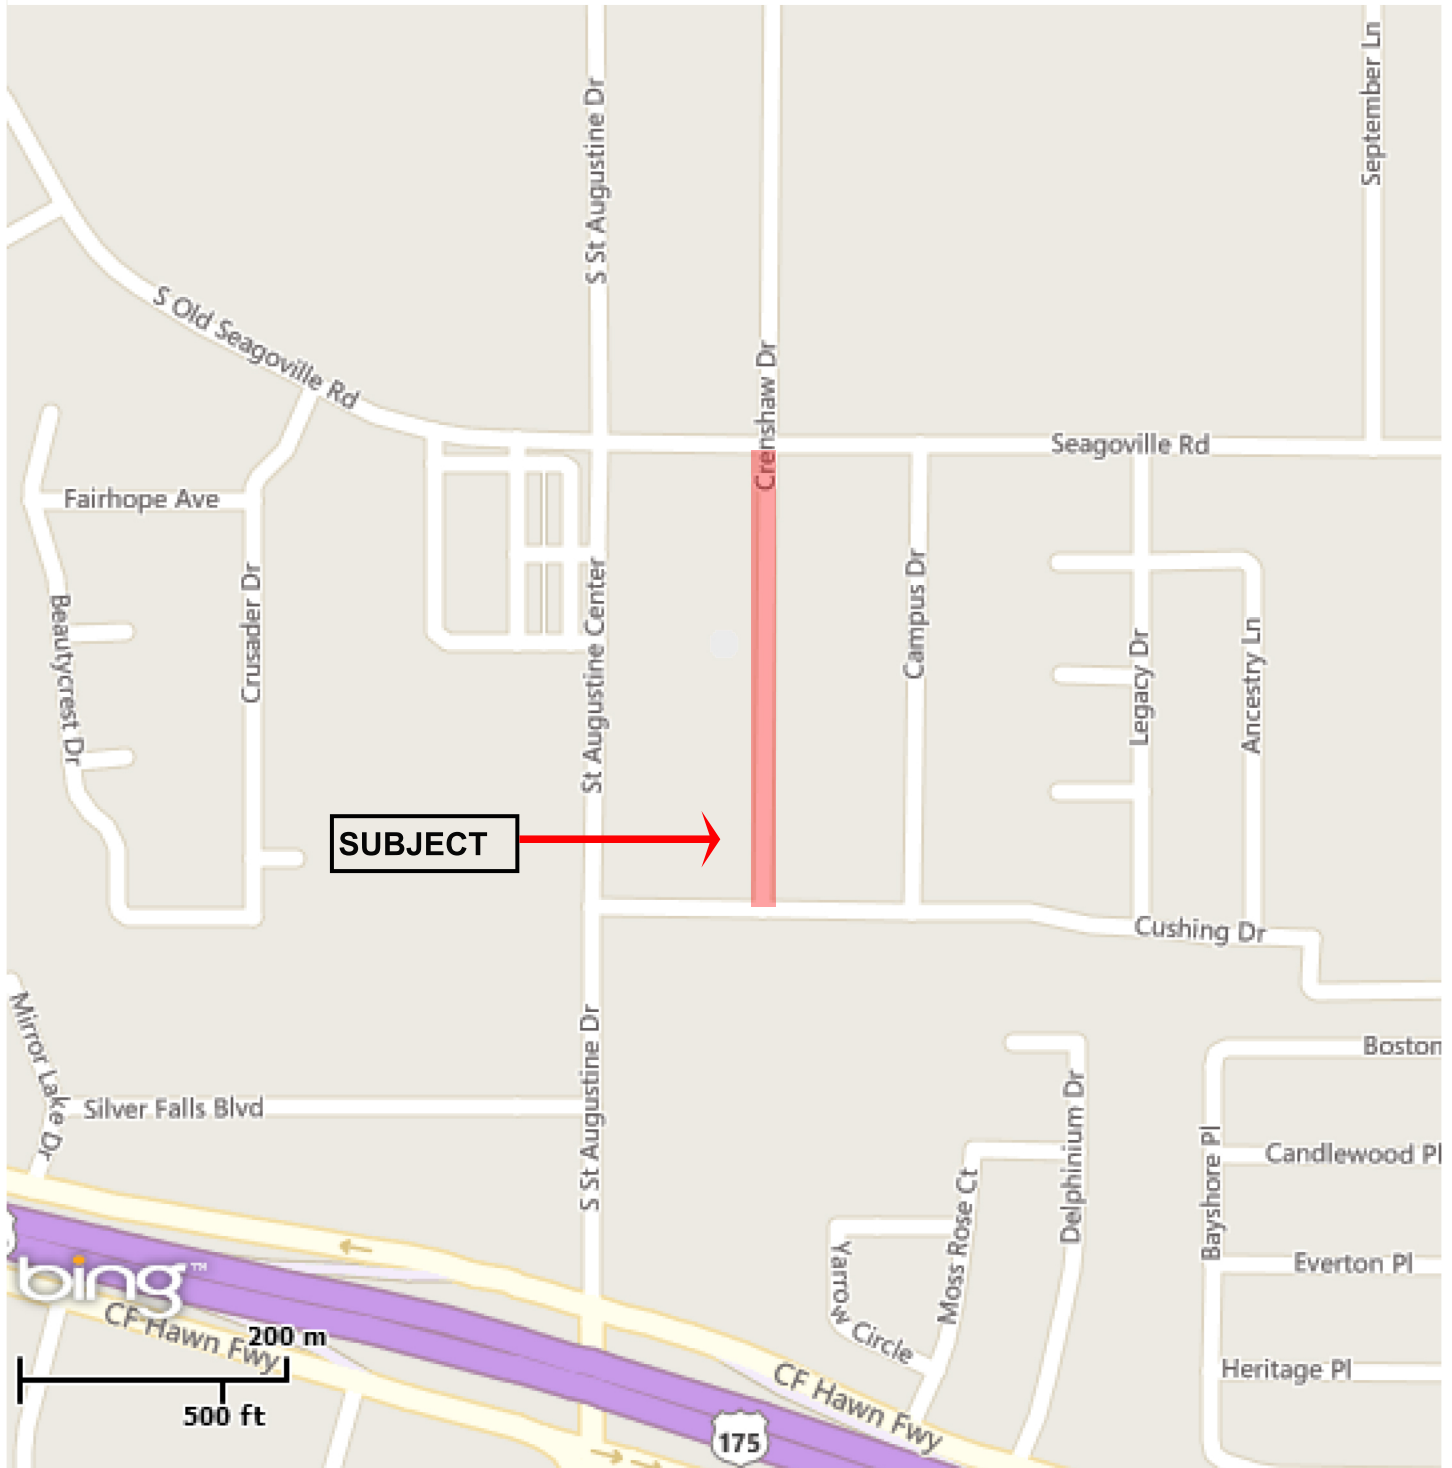 September Ln
S St Augustine Dr
S Old Seagoville Rd
Crenshaw Dr
Seagoville Rd
Fairhope Ave
Crusader Dr
Beautycrest Dr
St Augustine Center
Campus Dr
Legacy Dr
Ancestry Ln
SUBJECT
Cushing Dr
Mirror Lake Dr
Silver Falls Blvd
S St Augustine Dr
Boston
Delphinium Dr
Candlewood Pl
Bayshore Pl
Moss Rose Ct
Yarrow Circle
Everton Pl
Heritage Pl
bing™
CF Hawn Fwy
200 m
500 ft
CF Hawn Fwy
175